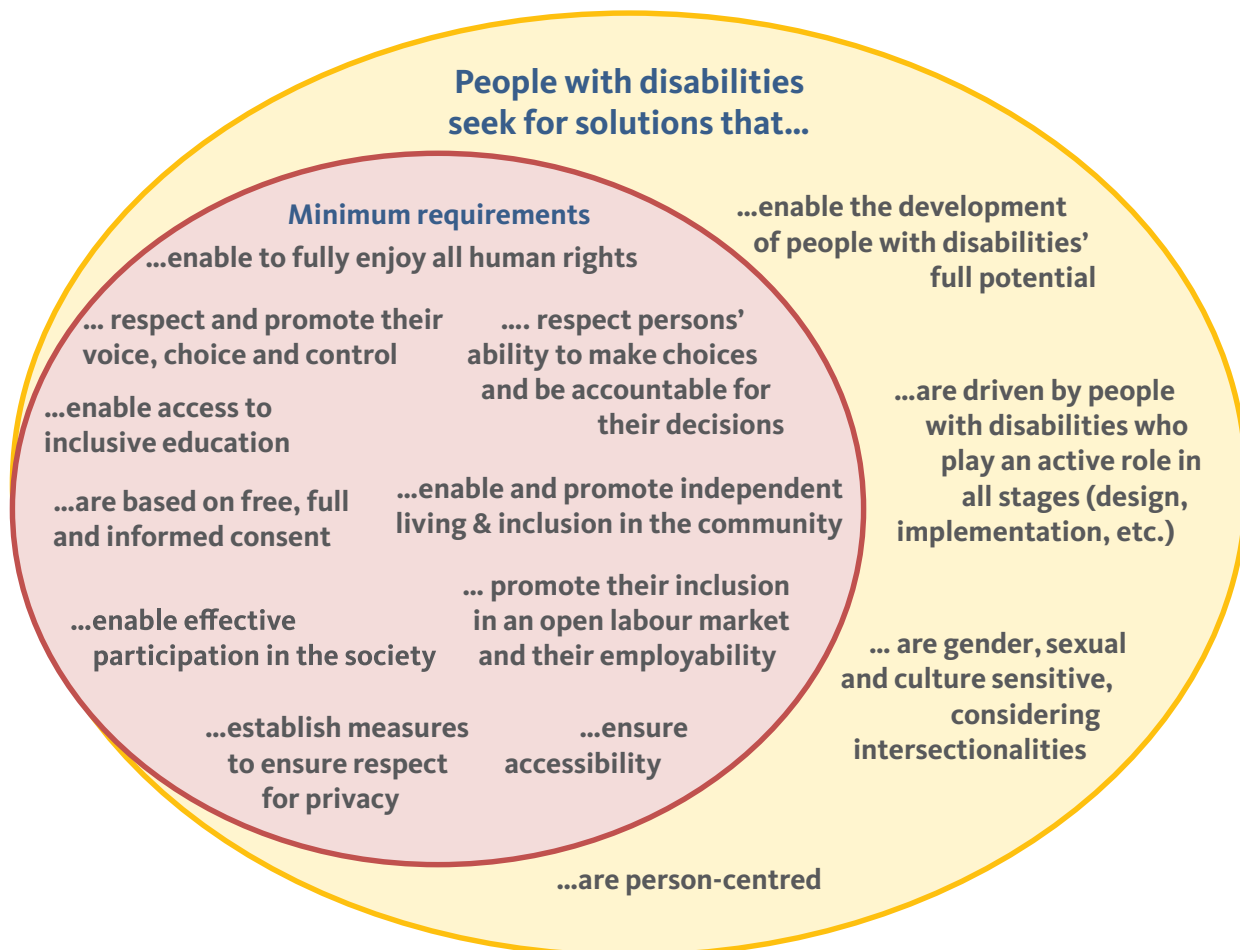 People with disabilities
seek for solutions that...
Minimum requirements
...enable to fully enjoy all human rights
... respect and promote their
voice, choice and control
.... respect persons’
ability to make choices
and be accountable for
their decisions
...enable access to
inclusive education
...are based on free, full
and informed consent
...enable and promote independent
living & inclusion in the community
...enable effective
participation in the society
... promote their inclusion
in an open labour market
and their employability
...establish measures
to ensure respect
for privacy
...ensure
accessibility
...enable the development
of people with disabilities’
full potential
...are driven by people
with disabilities who
play an active role in
all stages (design,
implementation, etc.)
... are gender, sexual
and culture sensitive,
considering
intersectionalities
...are person-centred